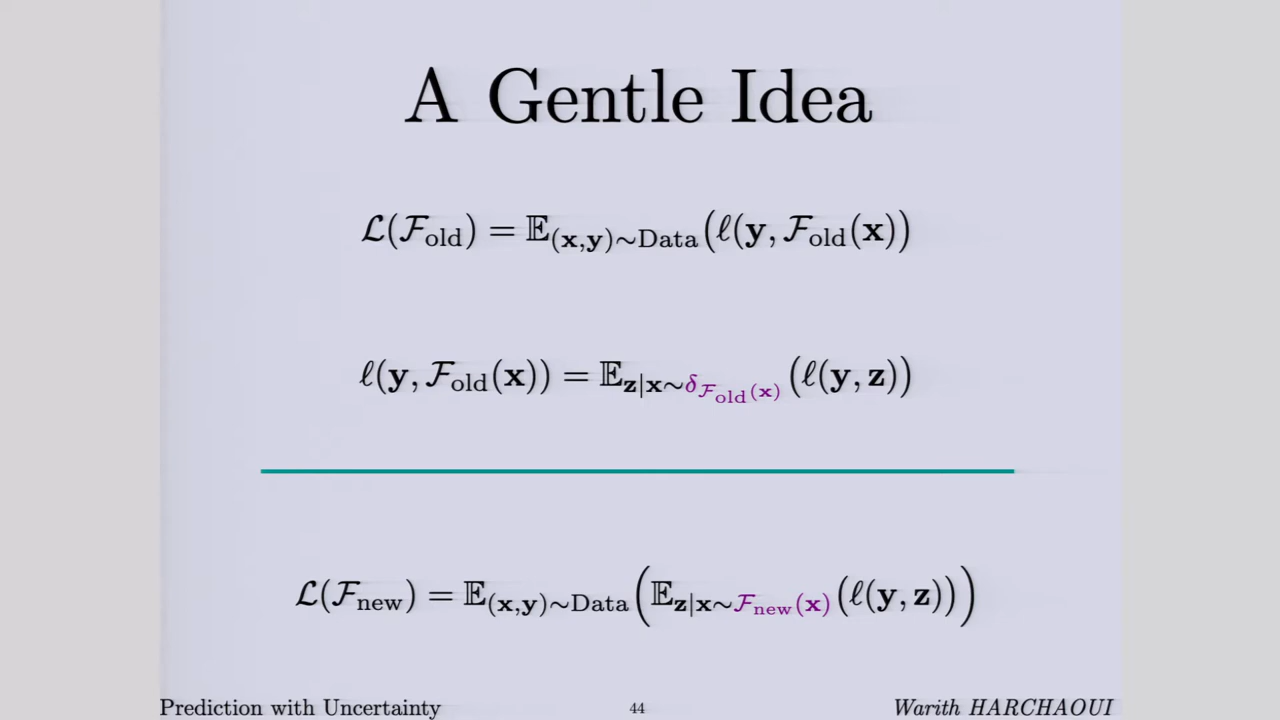 A Gentle Idea
ℒ(ℱ_old) = 𝔼_(𝐱,𝐲)∼Data(ℓ(𝐲, ℱ_old(𝐱))
ℓ(𝐲, ℱ_old(𝐱)) = 𝔼_𝐳|𝐱∼δ_ℱ_old(𝐱) (ℓ(𝐲, 𝐳))
ℒ(ℱ_new) = 𝔼_(𝐱,𝐲)∼Data(𝔼_𝐳|𝐱∼ℱ_new(𝐱)(ℓ(𝐲, 𝐳)))
Prediction with Uncertainty 44 Warith HARCHAOUI